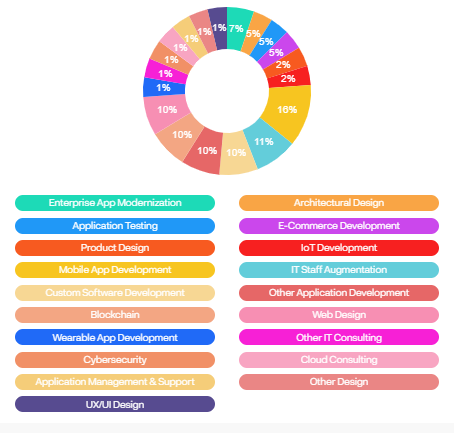 7%
5%
5%
5%
2%
2%
16%
11%
10%
10%
10%
10%
1%
1%
1%
1%
1%
1%
1%
Enterprise App Modernization
Architectural Design
Application Testing
E-Commerce Development
Product Design
IoT Development
Mobile App Development
IT Staff Augmentation
Custom Software Development
Other Application Development
Blockchain
Web Design
Wearable App Development
Other IT Consulting
Cybersecurity
Cloud Consulting
Application Management & Support
Other Design
UX/UI Design